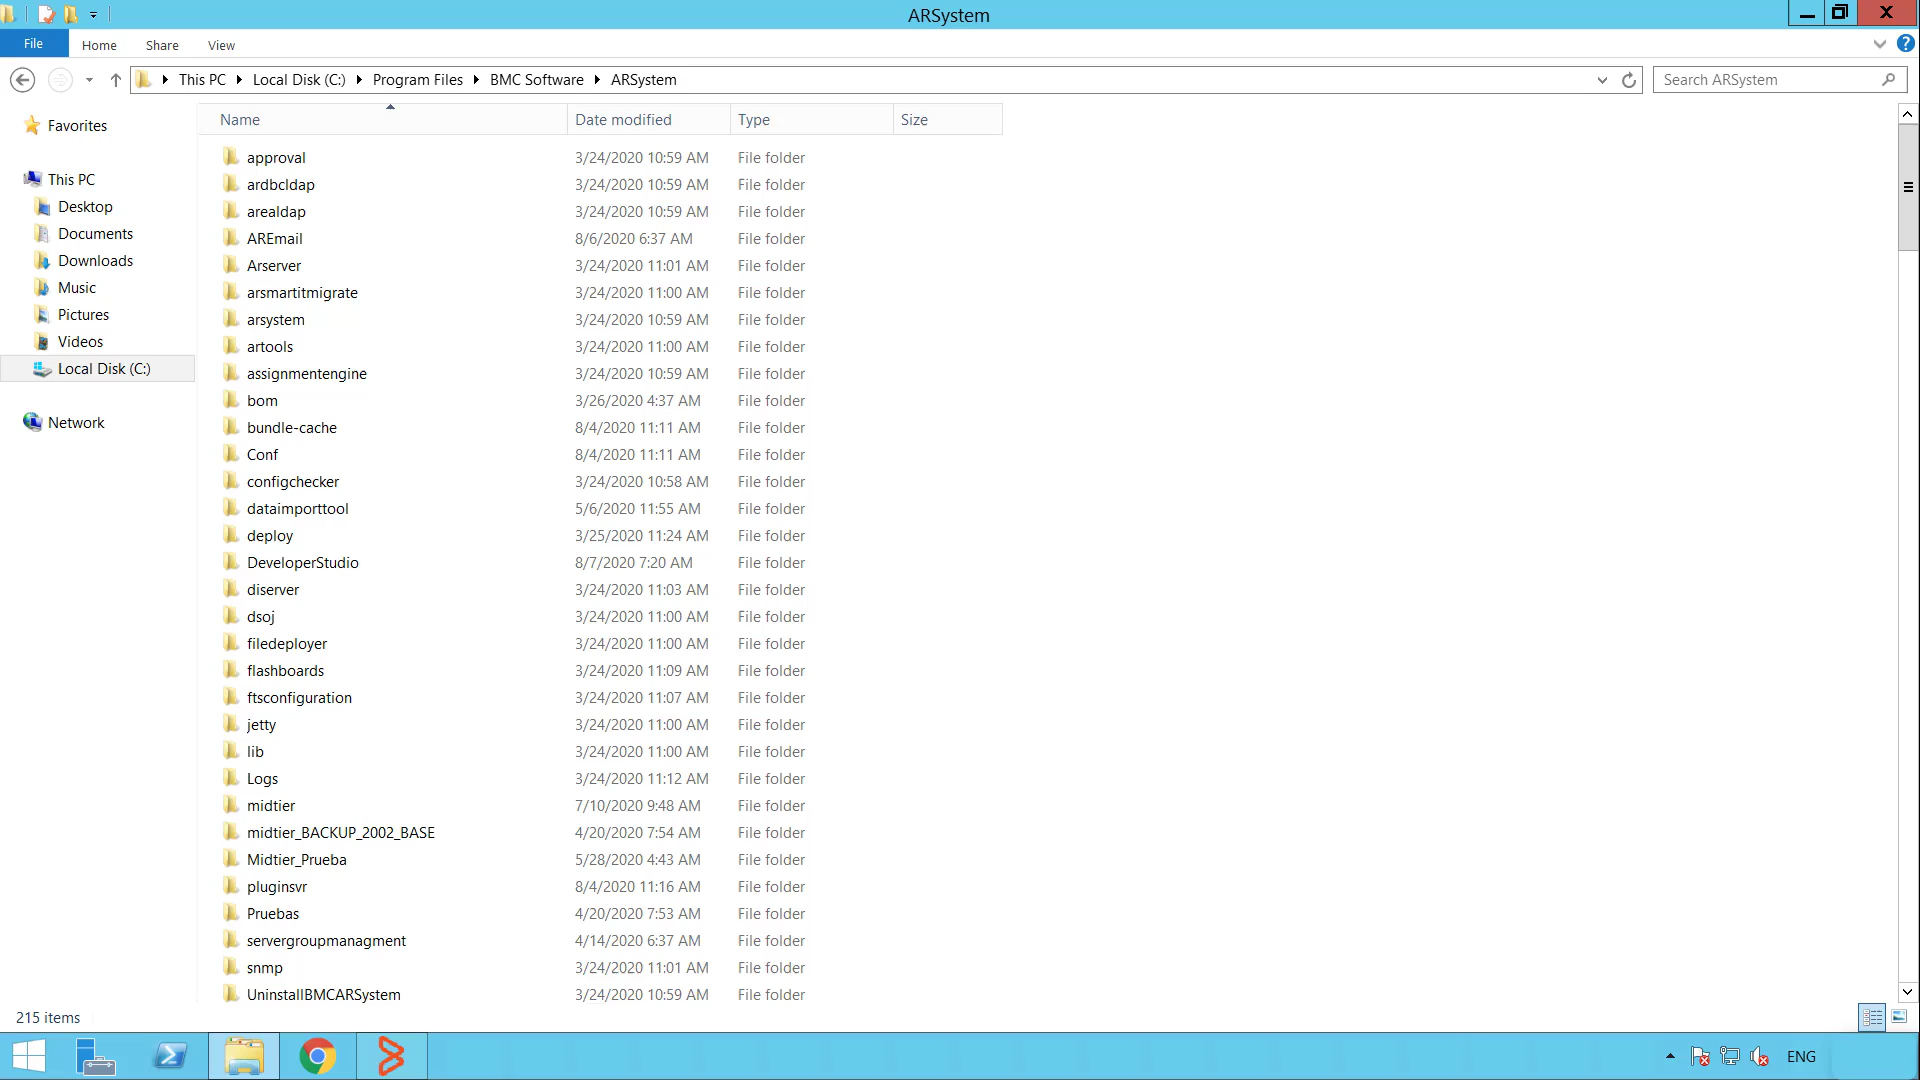 ARSystem
File Home Share View
This PC Local Disk (C:) Program Files BMC Software ARSystem Search ARSystem
Name Date modified Type Size
Favorites
This PC
Desktop
Documents
Downloads
Music
Pictures
Videos
Local Disk (C:)
Network
approval 3/24/2020 10:59 AM File folder
ardbcldap 3/24/2020 10:59 AM File folder
arealdap 3/24/2020 10:59 AM File folder
AREmail 8/6/2020 6:37 AM File folder
Arserver 3/24/2020 11:01 AM File folder
arsmartitmigrate 3/24/2020 11:00 AM File folder
arsystem 3/24/2020 10:59 AM File folder
artools 3/24/2020 11:00 AM File folder
assignmentengine 3/24/2020 10:59 AM File folder
bom 3/26/2020 4:37 AM File folder
bundle-cache 8/4/2020 11:11 AM File folder
Conf 8/4/2020 11:11 AM File folder
configchecker 3/24/2020 10:58 AM File folder
dataimporttool 5/6/2020 11:55 AM File folder
deploy 3/25/2020 11:24 AM File folder
DeveloperStudio 8/7/2020 7:20 AM File folder
diserver 3/24/2020 11:03 AM File folder
dsoj 3/24/2020 11:00 AM File folder
filedeployer 3/24/2020 11:00 AM File folder
flashboards 3/24/2020 11:09 AM File folder
ftsconfiguration 3/24/2020 11:07 AM File folder
jetty 3/24/2020 11:00 AM File folder
lib 3/24/2020 11:00 AM File folder
Logs 3/24/2020 11:12 AM File folder
midtier 7/10/2020 9:48 AM File folder
midtier_BACKUP_2002_BASE 4/20/2020 7:54 AM File folder
Midtier_Prueba 5/28/2020 4:43 AM File folder
pluginsvr 8/4/2020 11:16 AM File folder
Pruebas 4/20/2020 7:53 AM File folder
servergroupmanagment 4/14/2020 6:37 AM File folder
snmp 3/24/2020 11:01 AM File folder
UninstallBMCARSystem 3/24/2020 10:59 AM File folder
215 items
ENG